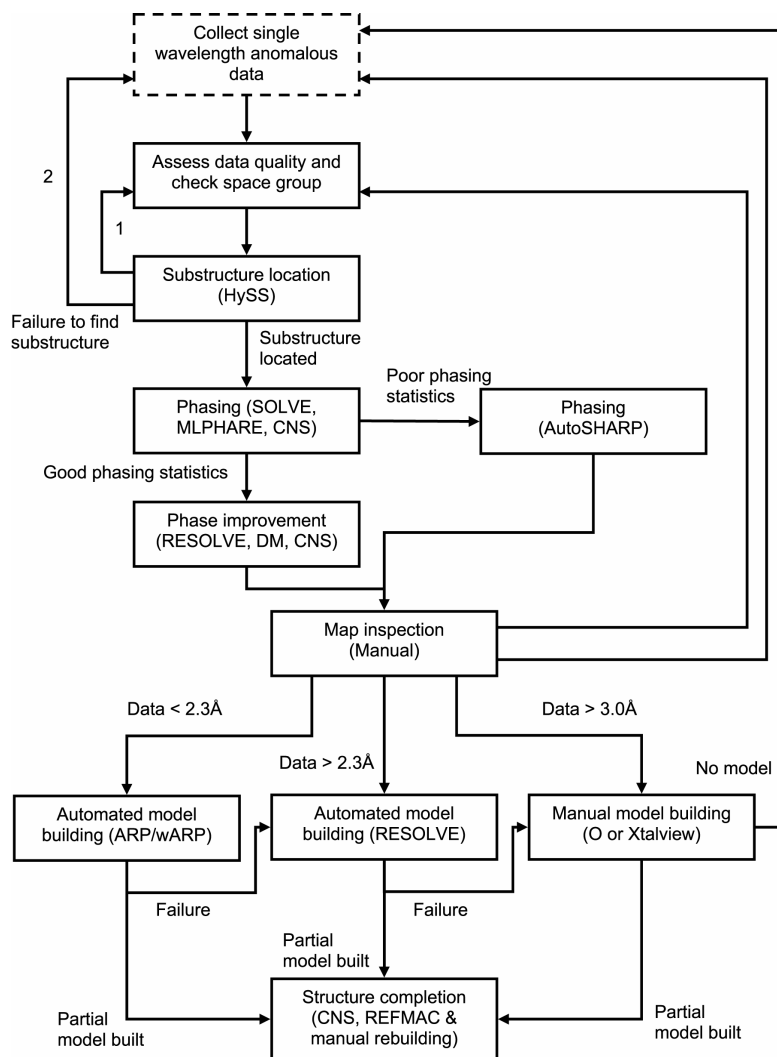 Collect single
wavelength anomalous
data
2
Assess data quality and
check space group
1
Substructure location
(HySS)
Failure to find
substructure
Substructure
located
Poor phasing
statistics
Phasing (SOLVE,
MLPHARE, CNS)
Phasing
(AutoSHARP)
Good phasing statistics
Phase improvement
(RESOLVE, DM, CNS)
Map inspection
(Manual)
Data < 2.3Å
Data > 2.3Å
Data > 3.0Å
No model
Automated model
building (ARP/wARP)
Automated model
building (RESOLVE)
Manual model building
(O or Xtalview)
Failure
Failure
Partial
model built
Partial
model built
Structure completion
(CNS, REFMAC &
manual rebuilding)
Partial
model built